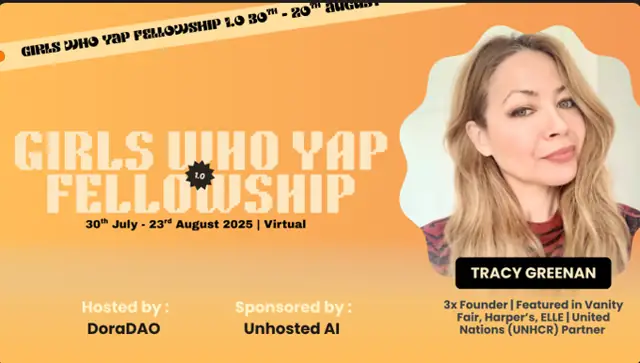 GIRLS WHO YAP FELLOWSHIP 1.0 30TH - 20TH AUGUST
GIRLS WHO YAP
1.0
FELLOWSHIP
30th July - 23rd August 2025 | Virtual
Hosted by :
DoraDAO
Sponsored by :
Unhosted AI
TRACY GREENAN
3x Founder | Featured in Vanity
Fair, Harper's, ELLE | United
Nations (UNHCR) Partner